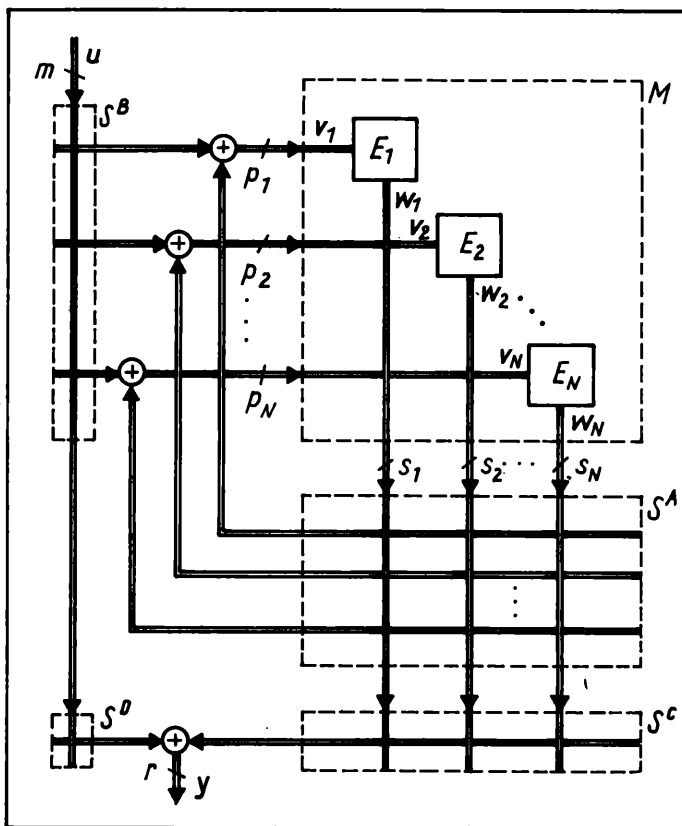 m u
S^B
M
v_1 E_1
p_1
w_1
v_2 E_2
p_2
w_2
v_N E_N
p_N
w_N
s_1 s_2 s_N
S^A
S^D S^C
r y